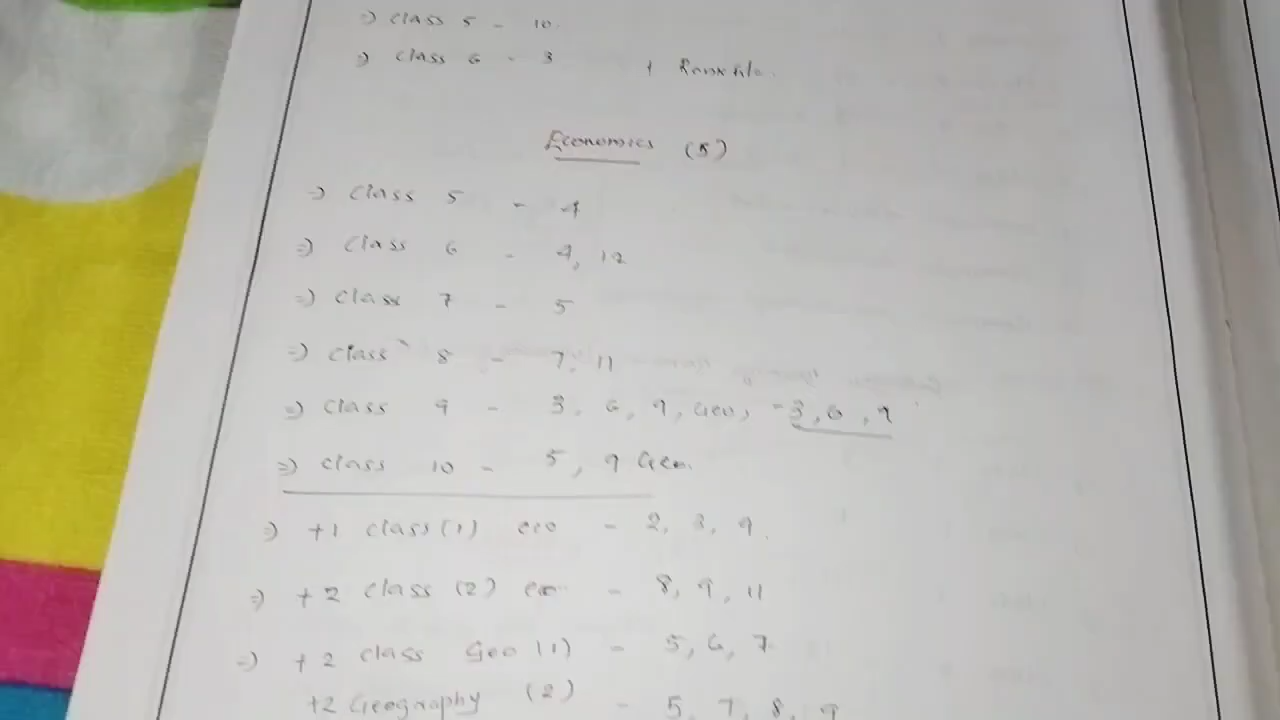 =) class 5 - 10.
=) class 6 - 3 + Rank file.
Economics (5)
=) class 5 - 4
=) class 6 - 4, 12
=) class 7 - 5
=) class 8 - 7, 11
=) class 9 - 3, 6, 9, Geo, - 3, 6, 9
=) class 10 - 5, 9 Geo.
=) +1 class (1) eco - 2, 3, 9.
=) +2 class (2) eco - 8, 9, 11
=) +2 class Geo (1) - 5, 6, 7
+2 Geography (2) - 5, 7, 8, 9